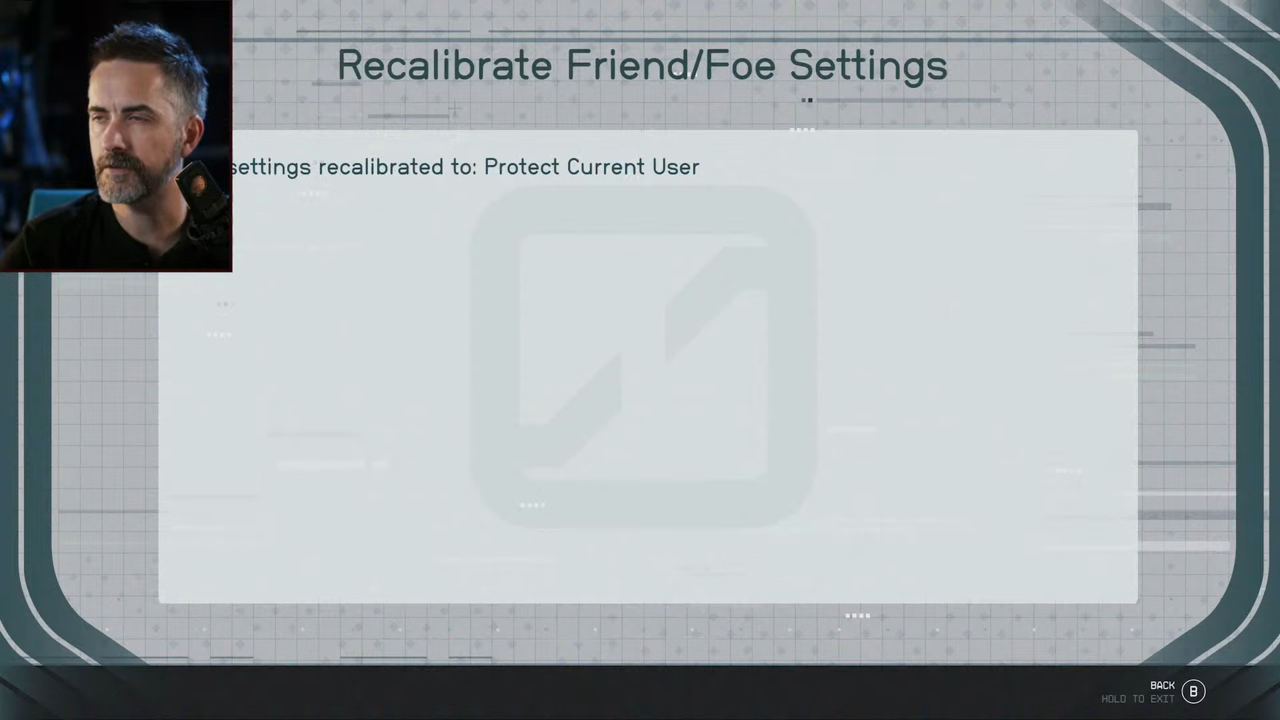 Recalibrate Friend/Foe Settings
settings recalibrated to: Protect Current User
BACK
HOLD TO EXIT
B